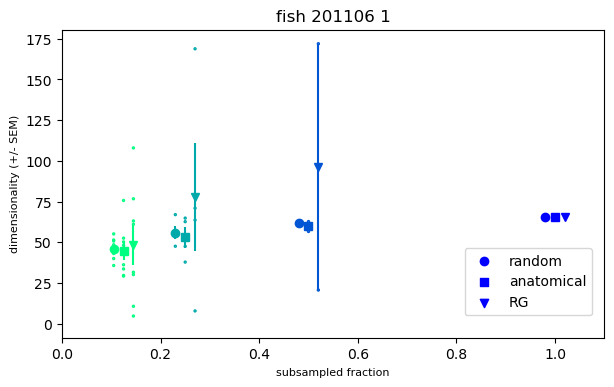 fish 201106 1
dimensionality (+/- SEM)
175
150
125
100
75
50
25
0
0.0 0.2 0.4 0.6 0.8 1.0
subsampled fraction
random
anatomical
RG